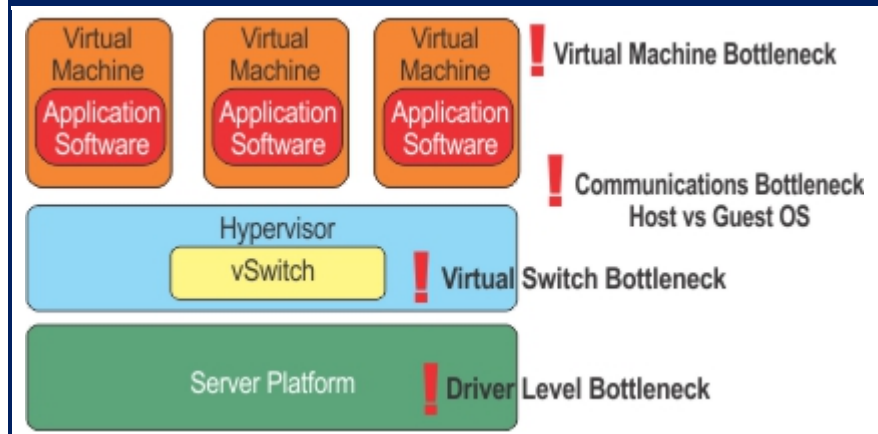 Virtual
Machine
Application
Software
Virtual
Machine
Application
Software
Virtual
Machine
Application
Software
! Virtual Machine Bottleneck
! Communications Bottleneck
Host vs Guest OS
Hypervisor
vSwitch
! Virtual Switch Bottleneck
Server Platform
! Driver Level Bottleneck